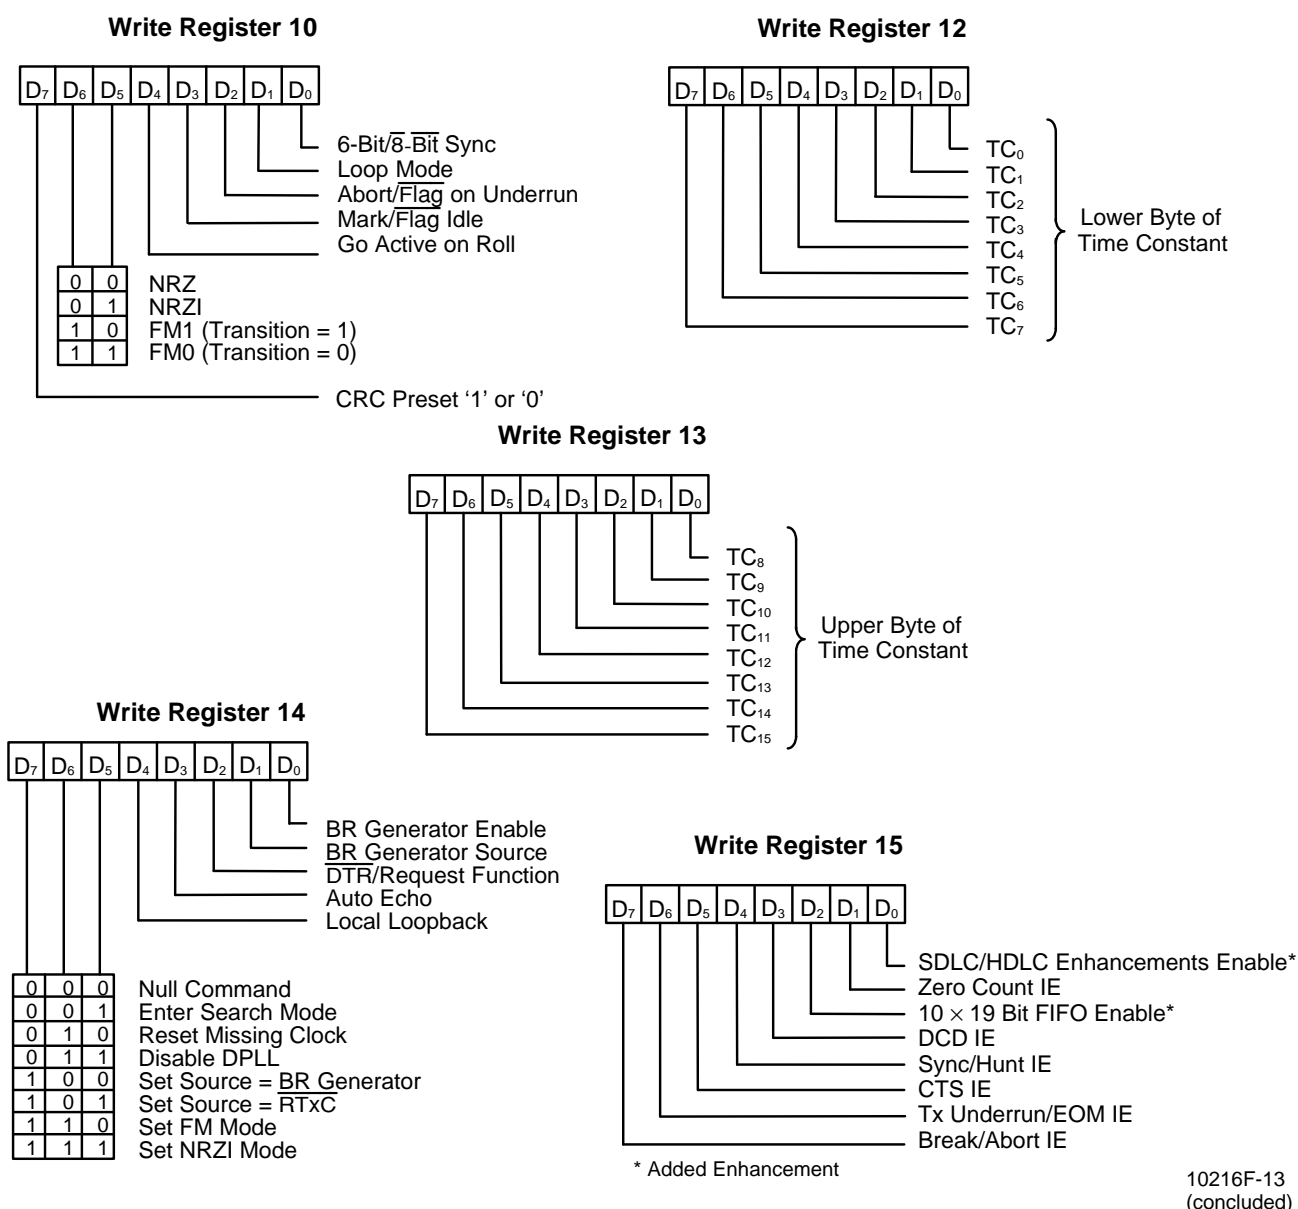 Write Register 10
D₇ D₆ D₅ D₄ D₃ D₂ D₁ D₀
6-Bit/8̅-B̅i̅t̅ Sync
Loop Mode
Abort/F̅l̅a̅g̅ on Underrun
Mark/F̅l̅a̅g̅ Idle
Go Active on Roll
0 0 NRZ
0 1 NRZI
1 0 FM1 (Transition = 1)
1 1 FM0 (Transition = 0)
CRC Preset ‘1’ or ‘0’
Write Register 12
D₇ D₆ D₅ D₄ D₃ D₂ D₁ D₀
TC₀
TC₁
TC₂
TC₃
TC₄
TC₅
TC₆
TC₇
Lower Byte of
Time Constant
Write Register 13
D₇ D₆ D₅ D₄ D₃ D₂ D₁ D₀
TC₈
TC₉
TC₁₀
TC₁₁
TC₁₂
TC₁₃
TC₁₄
TC₁₅
Upper Byte of
Time Constant
Write Register 14
D₇ D₆ D₅ D₄ D₃ D₂ D₁ D₀
BR Generator Enable
BR Generator Source
D̅T̅R̅/Request Function
Auto Echo
Local Loopback
0 0 0 Null Command
0 0 1 Enter Search Mode
0 1 0 Reset Missing Clock
0 1 1 Disable DPLL
1 0 0 Set Source = BR Generator
1 0 1 Set Source = R̅T̅x̅C̅
1 1 0 Set FM Mode
1 1 1 Set NRZI Mode
Write Register 15
D₇ D₆ D₅ D₄ D₃ D₂ D₁ D₀
SDLC/HDLC Enhancements Enable*
Zero Count IE
10 × 19 Bit FIFO Enable*
DCD IE
Sync/Hunt IE
CTS IE
Tx Underrun/EOM IE
Break/Abort IE
* Added Enhancement
10216F-13
(concluded)